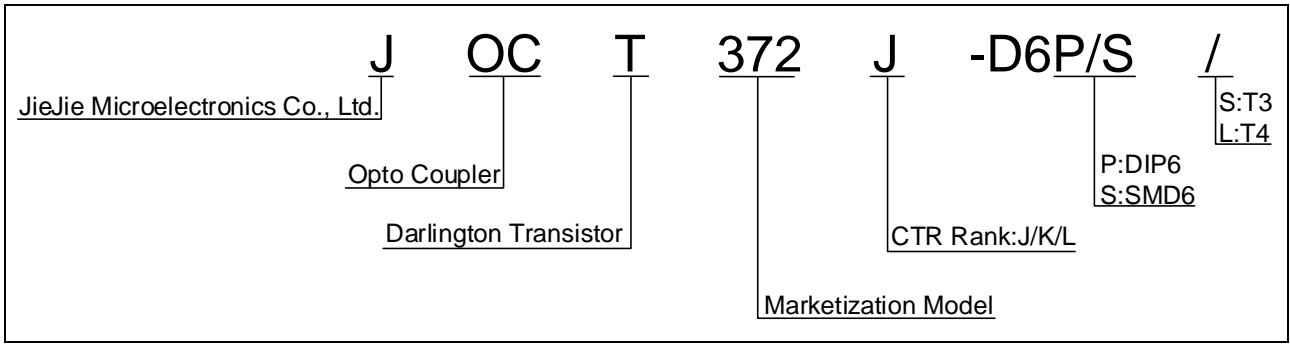 J OC T 372 J -D6P/S /
JieJie Microelectronics Co., Ltd.
S:T3
L:T4
Opto Coupler
P:DIP6
S:SMD6
Darlington Transistor
CTR Rank:J/K/L
Marketization Model